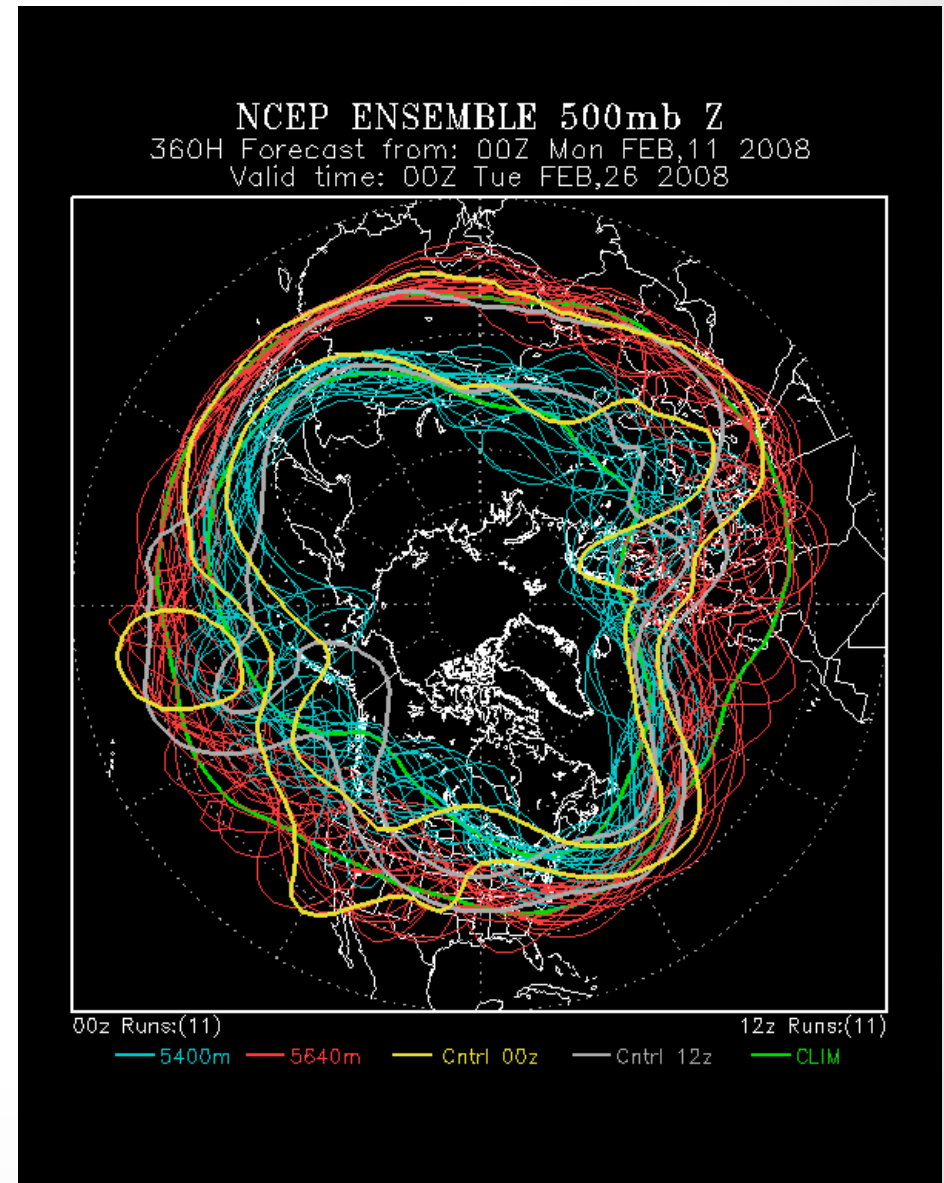 NCEP ENSEMBLE 500mb Z
360H Forecast from: 00Z Mon FEB,11 2008
Valid time: 00Z Tue FEB,26 2008
00z Runs:(11) 12z Runs:(11)
5400m 5640m Cntrl 00z Cntrl 12z CLIM